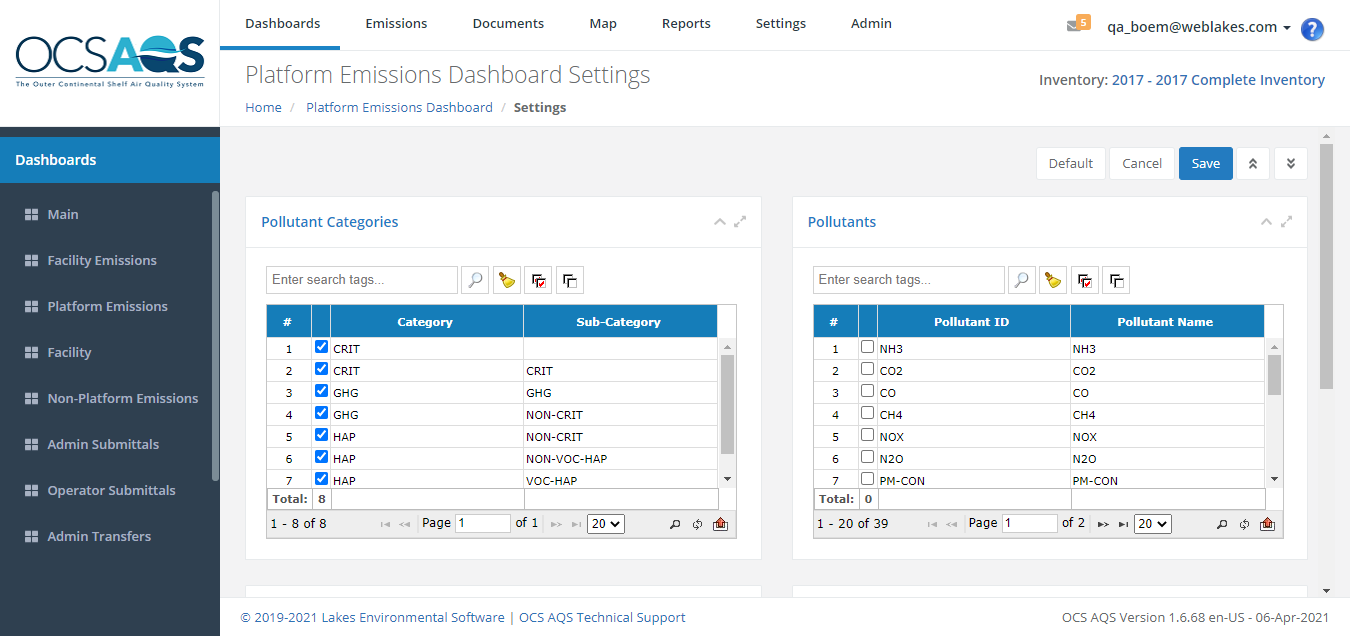 OCSAQS
The Outer Continental Shelf Air Quality System
Dashboards Emissions Documents Map Reports Settings Admin
5 qa_boem@weblakes.com ?
Platform Emissions Dashboard Settings
Inventory: 2017 - 2017 Complete Inventory
Home / Platform Emissions Dashboard / Settings
Dashboards
Main
Facility Emissions
Platform Emissions
Facility
Non-Platform Emissions
Admin Submittals
Operator Submittals
Admin Transfers
Default Cancel Save
Pollutant Categories
Enter search tags...
# Category Sub-Category
1 CRIT
2 CRIT CRIT
3 GHG GHG
4 GHG NON-CRIT
5 HAP NON-CRIT
6 HAP NON-VOC-HAP
7 HAP VOC-HAP
Total: 8
1 - 8 of 8 Page 1 of 1 20
Pollutants
Enter search tags...
# Pollutant ID Pollutant Name
1 NH3 NH3
2 CO2 CO2
3 CO CO
4 CH4 CH4
5 NOX NOX
6 N2O N2O
7 PM-CON PM-CON
Total: 0
1 - 20 of 39 Page 1 of 2 20
© 2019-2021 Lakes Environmental Software | OCS AQS Technical Support
OCS AQS Version 1.6.68 en-US - 06-Apr-2021